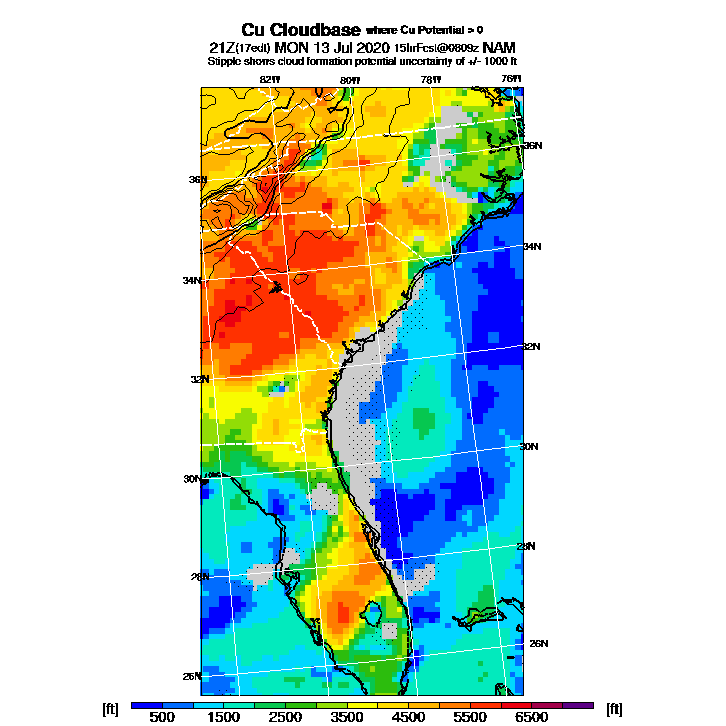 Cu Cloudbase where Cu Potential > 0
21Z(17edt) MON 13 Jul 2020 15hrFcst@0809z NAM
Stipple shows cloud formation potential uncertainty of +/- 1000 ft
82W 80W 78W 76W
36N
36N
34N
34N
32N
32N
30N
30N
28N
28N
26N
26N
[ft] 500 1500 2500 3500 4500 5500 6500 [ft]